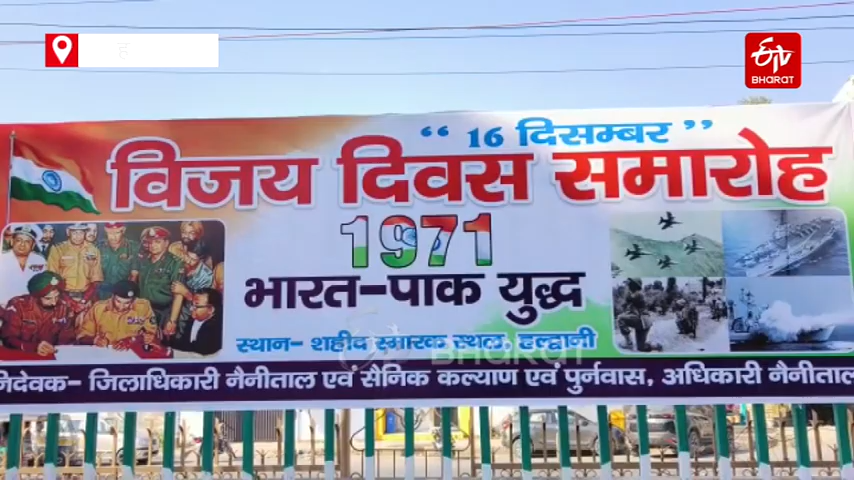 ETV
BHARAT
ह
“ 16 दिसम्बर ”
विजय दिवस समारोह
1971
भारत-पाक युद्ध
स्थान- शहीद स्मारक स्थल, हल्द्वानी
BHARAT
निवेदक- जिलाधिकारी नैनीताल एवं सैनिक कल्याण एवं पुर्नवास, अधिकारी नैनीताल